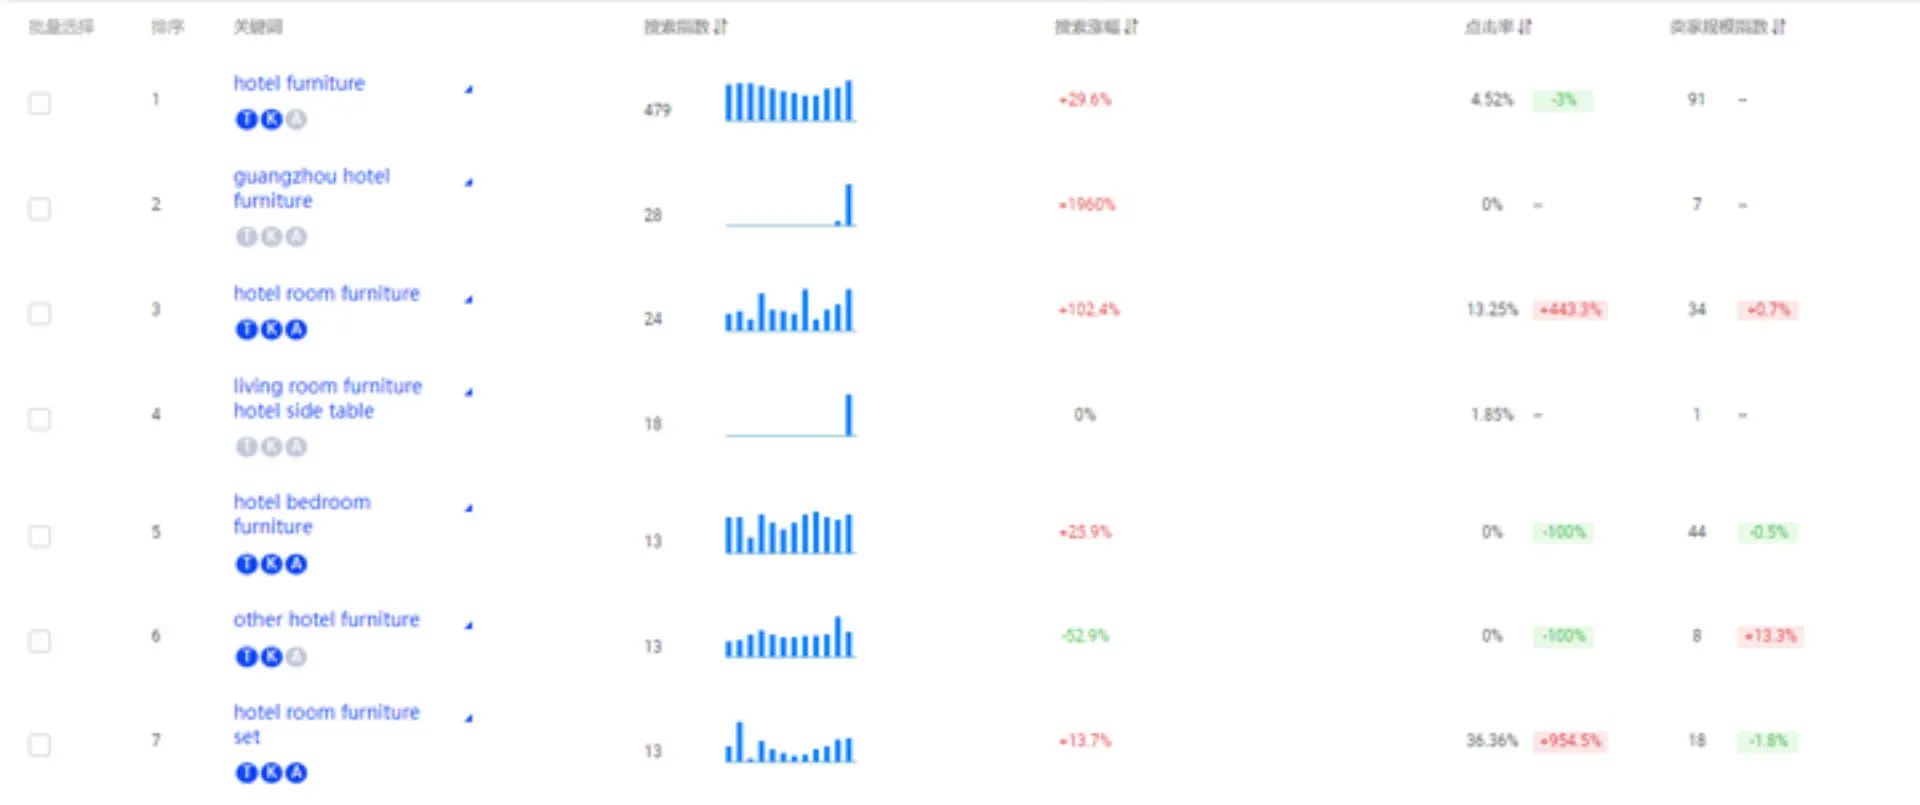 批量选择 排序 关键词 搜索指数 搜索涨幅 点击率 卖家规模指数
1 hotel furniture 479 +29.6% 4.52% -3% 91 --
T K A
2 guangzhou hotel furniture 28 +1960% 0% -- 7 --
T K A
3 hotel room furniture 24 +102.4% 13.25% +443.3% 34 +0.7%
T K A
4 living room furniture hotel side table 18 0% 1.85% -- 1 --
T K A
5 hotel bedroom furniture 13 +25.9% 0% -100% 44 -0.5%
T K A
6 other hotel furniture 13 -52.9% 0% -100% 8 +13.3%
T K A
7 hotel room furniture set 13 +13.7% 36.36% +954.5% 18 -1.8%
T K A